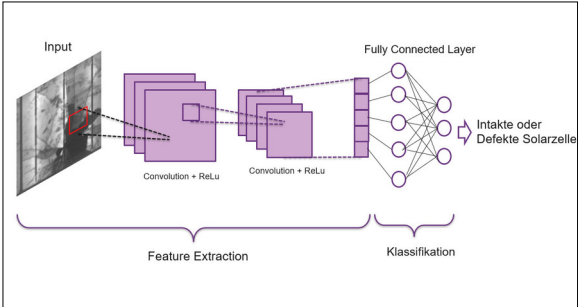 Input
Fully Connected Layer
Intakte oder
Defekte Solarzelle
Convolution + ReLu
Convolution + ReLu
Feature Extraction
Klassifikation